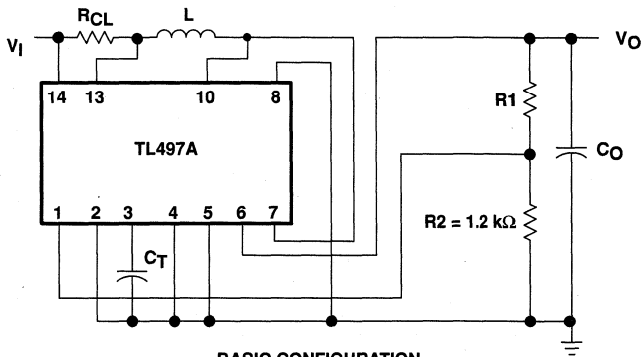 RCL
L
VI
VO
14
13
10
8
R1
TL497A
CO
1
2
3
4
5
6
7
R2 = 1.2 kΩ
CT
BASIC CONFIGURATION